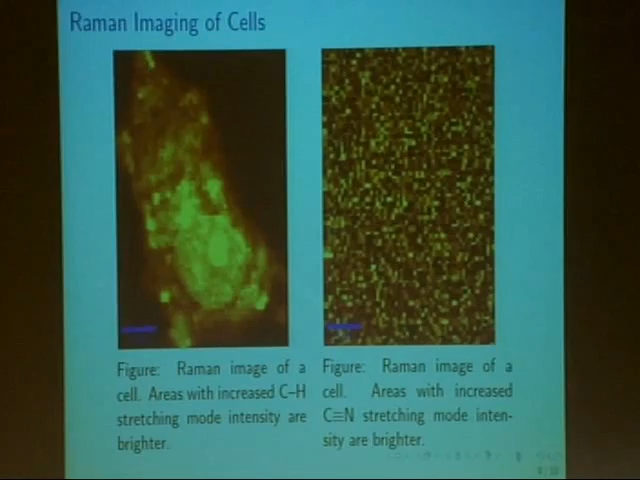 Raman Imaging of Cells
Figure: Raman image of a
cell. Areas with increased C–H
stretching mode intensity are
brighter.
Figure: Raman image of a
cell. Areas with increased
C≡N stretching mode inten-
sity are brighter.